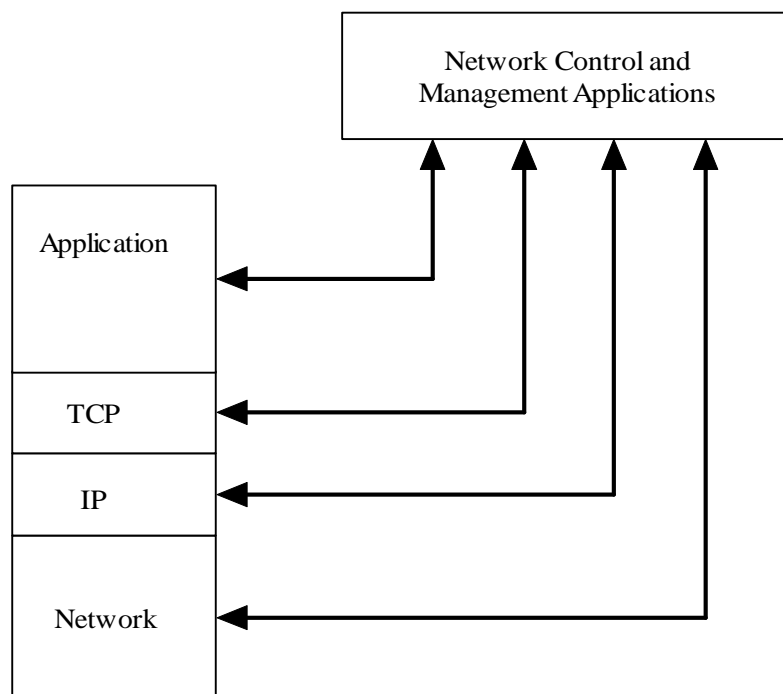 Network Control and
Management Applications
Application
TCP
IP
Network